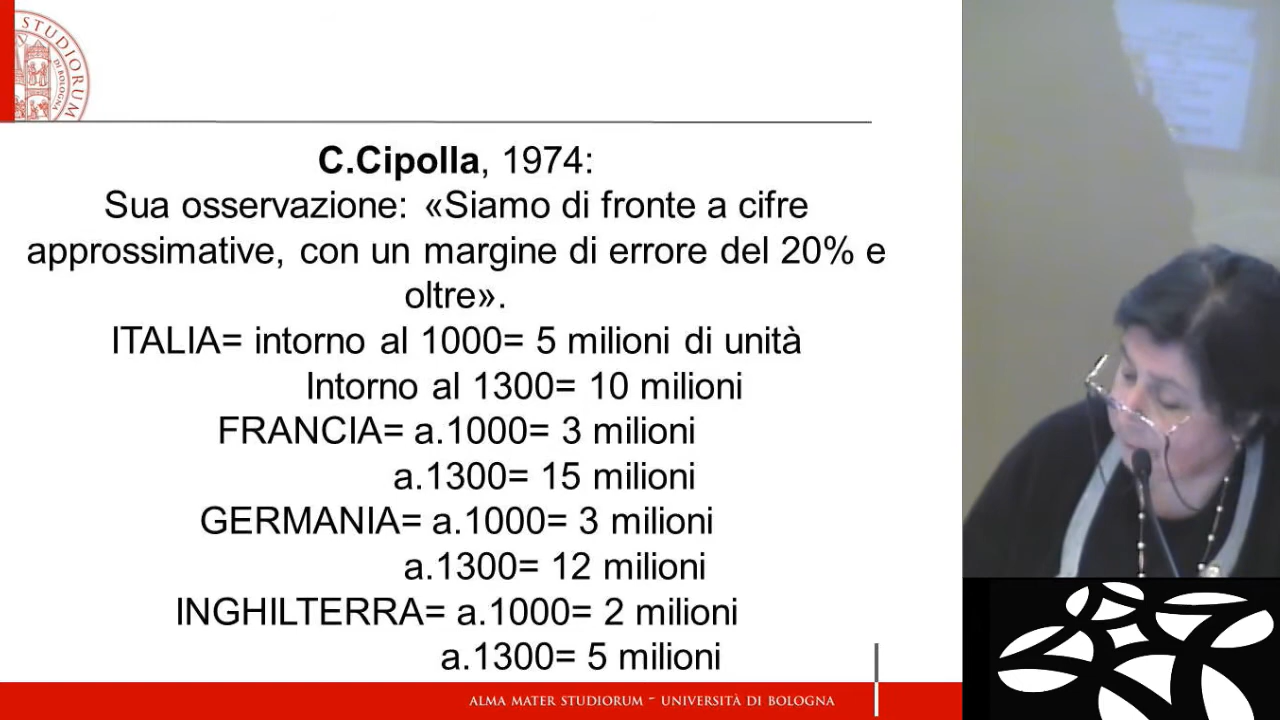 STUDIORUM
DI BOLOGNA
C.Cipolla, 1974:
Sua osservazione: «Siamo di fronte a cifre
approssimative, con un margine di errore del 20% e
oltre».
ITALIA= intorno al 1000= 5 milioni di unità
Intorno al 1300= 10 milioni
FRANCIA= a.1000= 3 milioni
a.1300= 15 milioni
GERMANIA= a.1000= 3 milioni
a.1300= 12 milioni
INGHILTERRA= a.1000= 2 milioni
a.1300= 5 milioni
ALMA MATER STUDIORUM ~ UNIVERSITÀ DI BOLOGNA